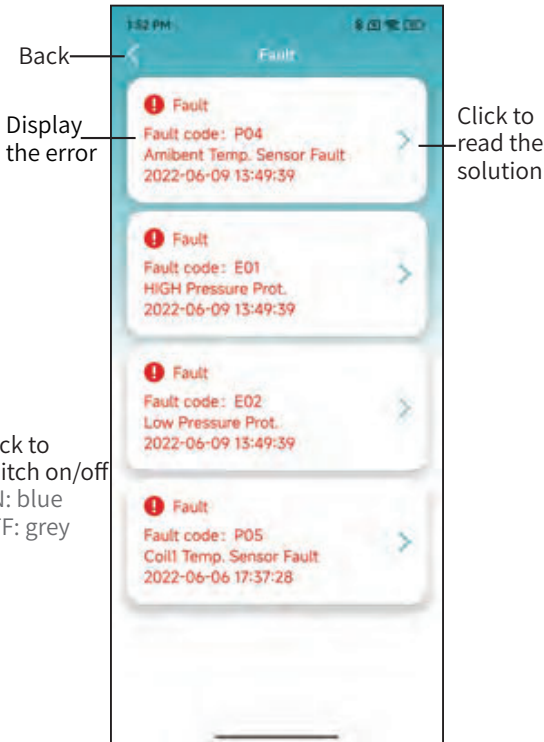 1:52 PM
Fault
Back
Fault
Fault code: P04
Amibent Temp. Sensor Fault
2022-06-09 13:49:39
Display
the error
Click to
read the
solution
Fault
Fault code: E01
HIGH Pressure Prot.
2022-06-09 13:49:39
Fault
Fault code: E02
Low Pressure Prot.
2022-06-09 13:49:39
ck to
itch on/off
N: blue
F: grey
Fault
Fault code: P05
Coil1 Temp. Sensor Fault
2022-06-06 17:37:28